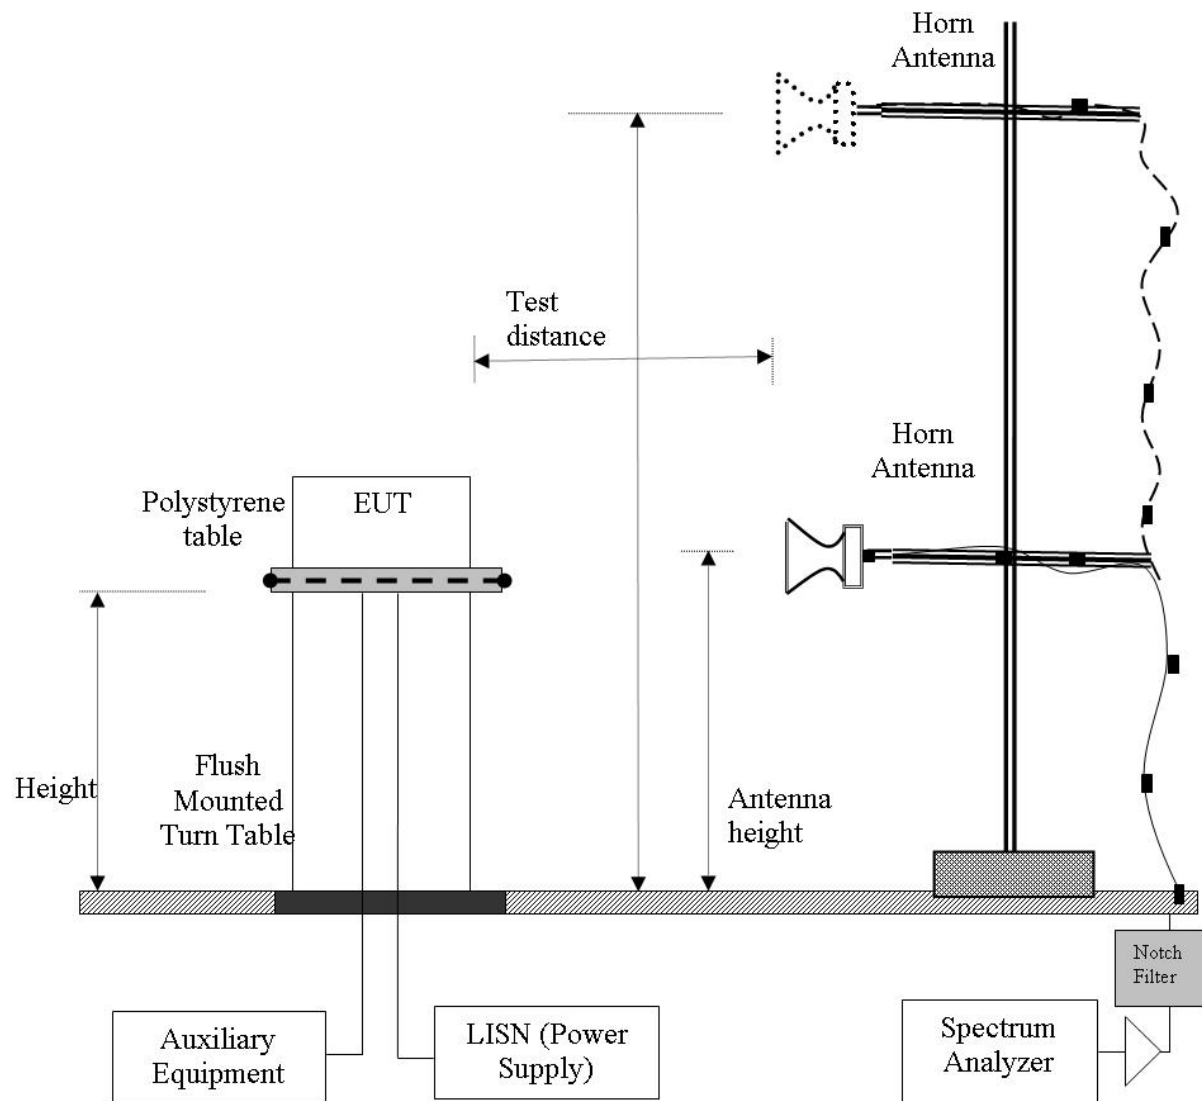 Horn
Antenna
Test
distance
Horn
Antenna
Polystyrene
table
EUT
Height
Flush
Mounted
Turn Table
Antenna
height
Notch
Filter
Auxiliary
Equipment
LISN (Power
Supply)
Spectrum
Analyzer